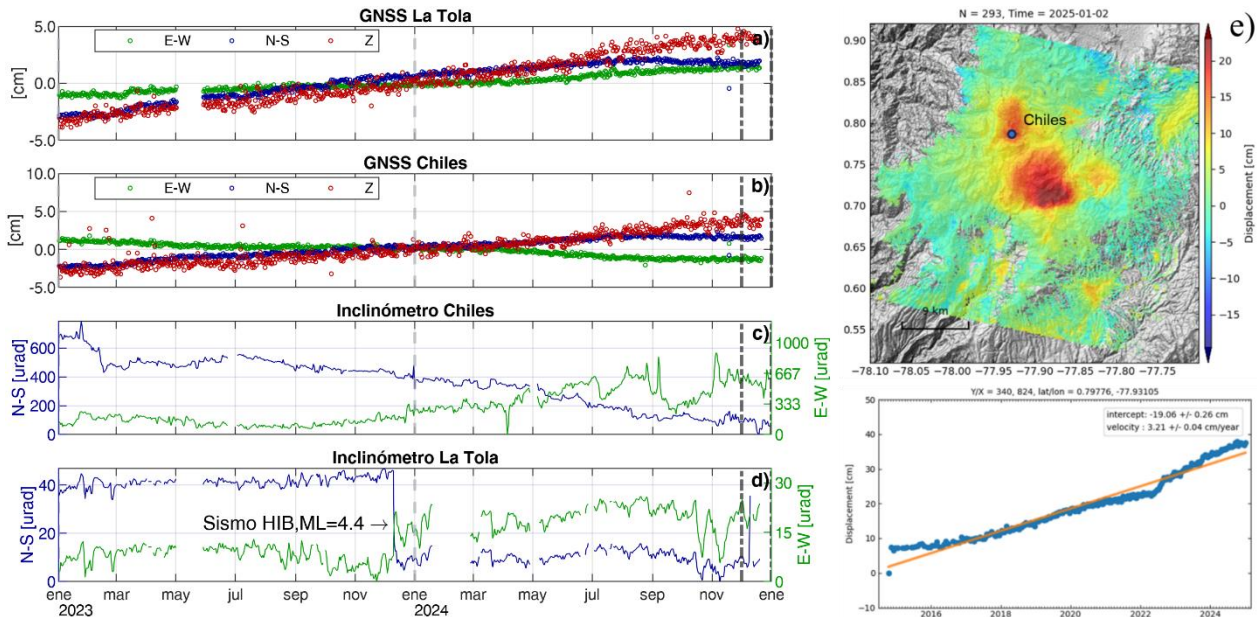 GNSS La Tola
5.0
0.0
-5.0
[cm]
E-W N-S Z
a)
GNSS Chiles
10.0
5.0
0.0
-5.0
[cm]
E-W N-S Z
b)
Inclinómetro Chiles
600
400
200
0
N-S [urad]
c)
1000
667
333
0
E-W [urad]
Inclinómetro La Tola
40
20
0
N-S [urad]
d)
30
15
0
E-W [urad]
Sismo HIB,ML=4.4 →
ene mar may jul sep nov ene mar may jul sep nov ene
2023 2024
N = 293, Time = 2025-01-02
e)
0.90
0.85
0.80
0.75
0.70
0.65
0.60
0.55
Chiles
9 km
−78.10 −78.00 −77.95 −77.90 −77.85 −77.80 −77.75
20
15
10
5
0
−5
−10
−15
Displacement [cm]
Y/X = 340, 824, lat/lon = 0.79776, -77.93105
50
40
30
20
10
0
−10
Displacement [cm]
intercept: -19.06 +/- 0.26 cm
velocity : 3.21 +/- 0.04 cm/year
2016 2018 2020 2022 2024